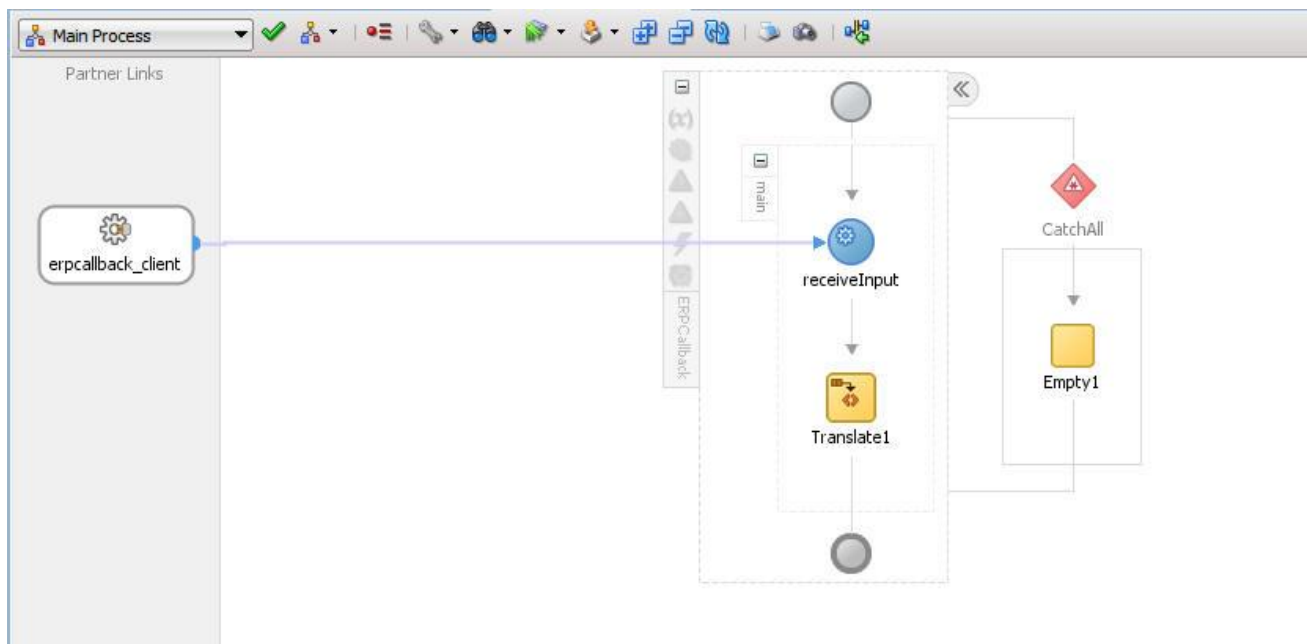 Main Process
Partner Links
erpcallback_client
(x)
main
ERPCallback
receiveInput
Translate1
CatchAll
Empty1